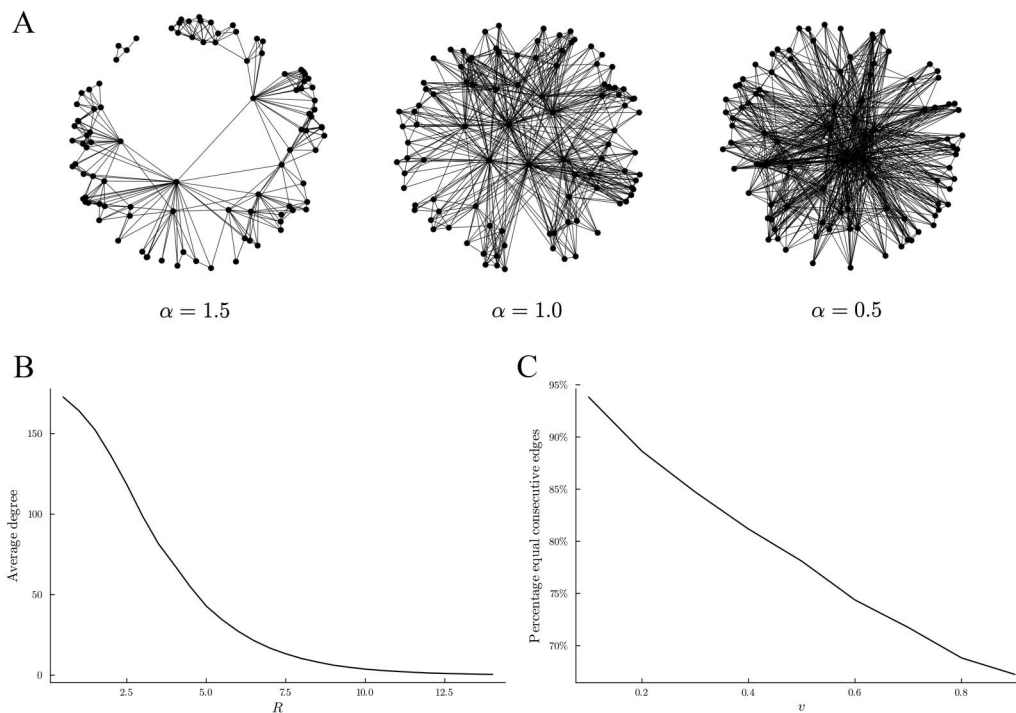 A
α = 1.5
α = 1.0
α = 0.5
B
Average degree
150
100
50
0
2.5
5.0
7.5
10.0
12.5
R
C
Percentage equal consecutive edges
95%
90%
85%
80%
75%
70%
0.2
0.4
0.6
0.8
v